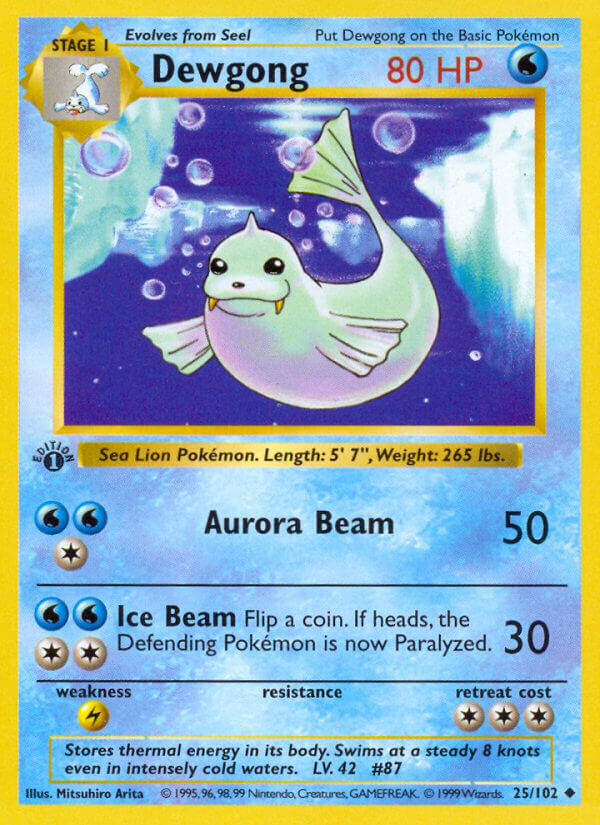 STAGE 1
Evolves from Seel
Put Dewgong on the Basic Pokémon
Dewgong
80 HP
EDITION
1
Sea Lion Pokémon. Length: 5' 7", Weight: 265 lbs.
Aurora Beam
50
Ice Beam Flip a coin. If heads, the
Defending Pokémon is now Paralyzed.
30
weakness
resistance
retreat cost
Stores thermal energy in its body. Swims at a steady 8 knots
even in intensely cold waters. LV. 42 #87
Illus. Mitsuhiro Arita © 1995, 96, 98, 99 Nintendo, Creatures, GAMEFREAK. © 1999 Wizards. 25/102